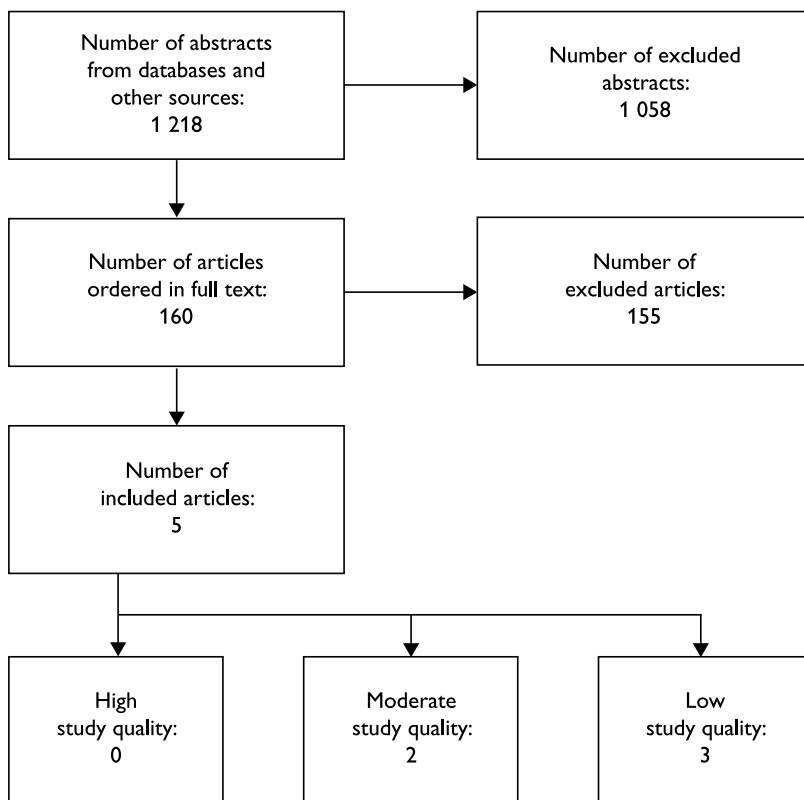 Number of abstracts
from databases and
other sources:
1 218
Number of excluded
abstracts:
1 058
Number of articles
ordered in full text:
160
Number of
excluded articles:
155
Number of
included articles:
5
High
study quality:
0
Moderate
study quality:
2
Low
study quality:
3